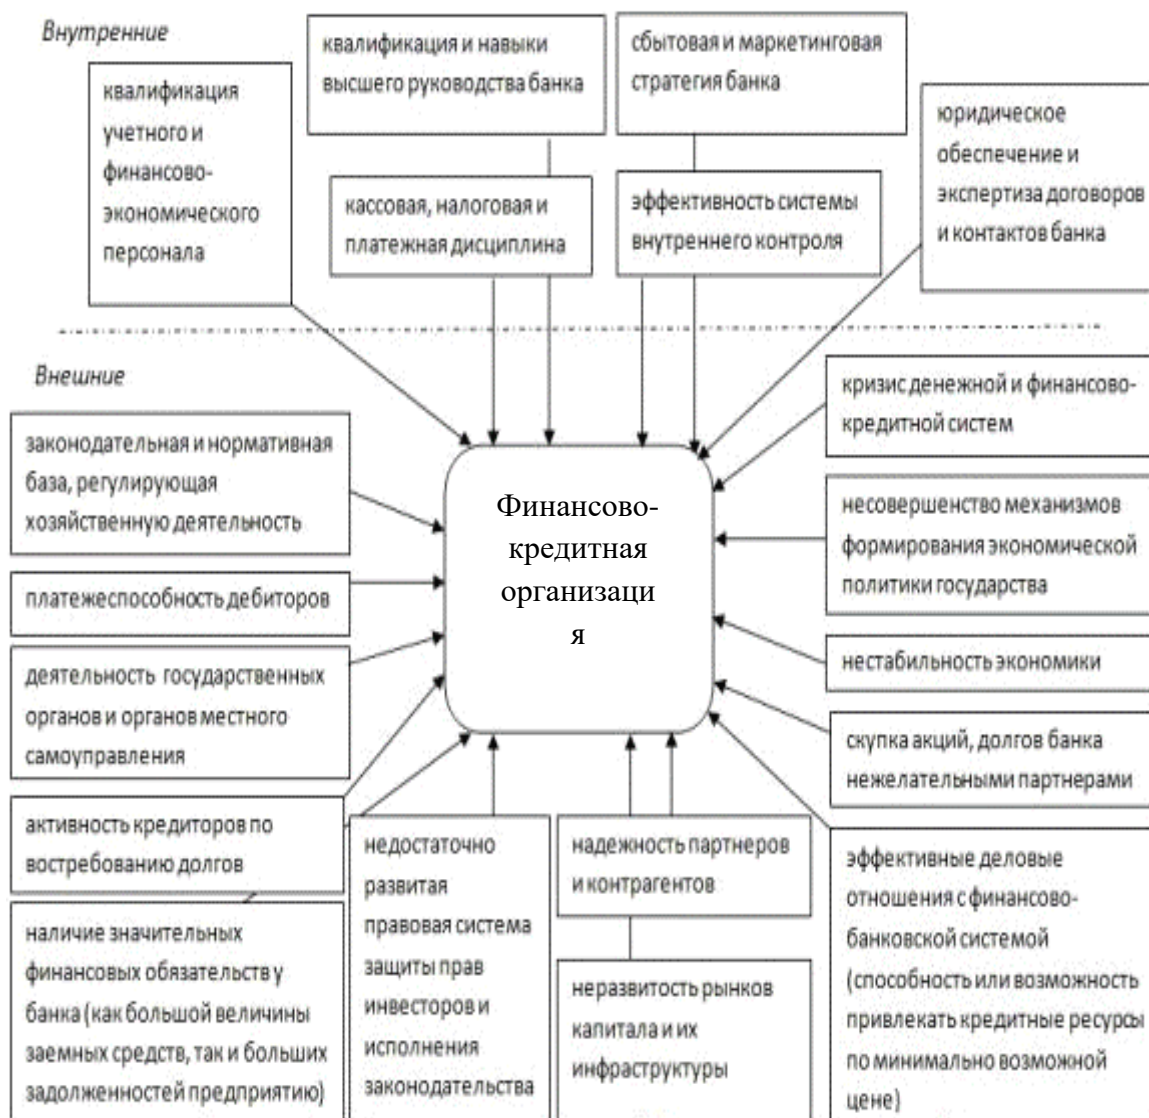 Внутренние
квалификация
учетного и
финансово-
экономического
персонала
квалификация и навыки
высшего руководства банка
сбытовая и маркетинговая
стратегия банка
юридическое
обеспечение и
экспертиза договоров
и контактов банка
кассовая, налоговая и
платежная дисциплина
эффективность системы
внутреннего контроля
Внешние
законодательная и нормативная
база, регулирующая
хозяйственную деятельность
платежеспособность дебиторов
деятельность государственных
органов и органов местного
самоуправления
активность кредиторов по
востребованию долгов
наличие значительных
финансовых обязательств у
банка (как большой величины
заемных средств, так и больших
задолженностей предприятию)
Финансово-
кредитная
организаци
я
недостаточно
развитая
правовая система
защиты прав
инвесторов и
исполнения
законодательства
надежность партнеров
и контрагентов
неразвитость рынков
капитала и их
инфраструктуры
кризис денежной и финансово-
кредитной систем
несовершенство механизмов
формирования экономической
политики государства
нестабильность экономики
скупка акций, долгов банка
нежелательными партнерами
эффективные деловые
отношения с финансово-
банковской системой
(способность или возможность
привлекать кредитные ресурсы
по минимально возможной
цене)